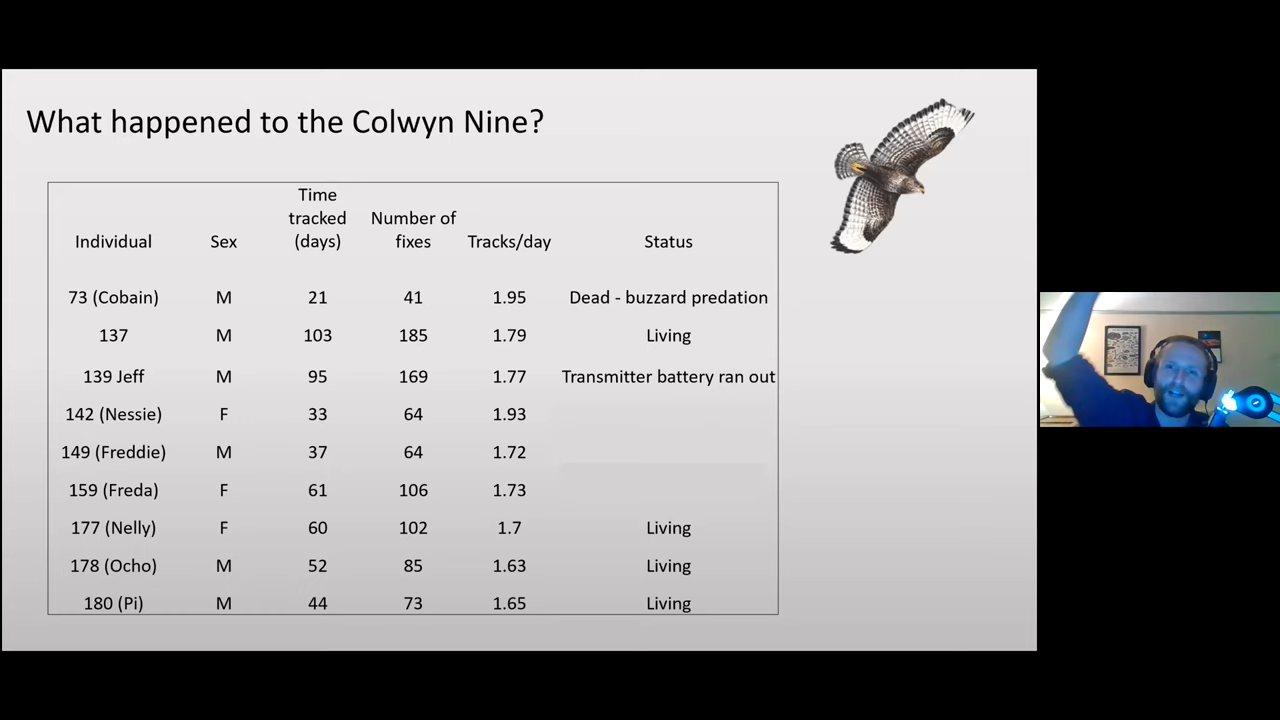 What happened to the Colwyn Nine?
Individual Sex Time tracked (days) Number of fixes Tracks/day Status
73 (Cobain) M 21 41 1.95 Dead - buzzard predation
137 M 103 185 1.79 Living
139 Jeff M 95 169 1.77 Transmitter battery ran out
142 (Nessie) F 33 64 1.93
149 (Freddie) M 37 64 1.72
159 (Freda) F 61 106 1.73
177 (Nelly) F 60 102 1.7 Living
178 (Ocho) M 52 85 1.63 Living
180 (Pi) M 44 73 1.65 Living